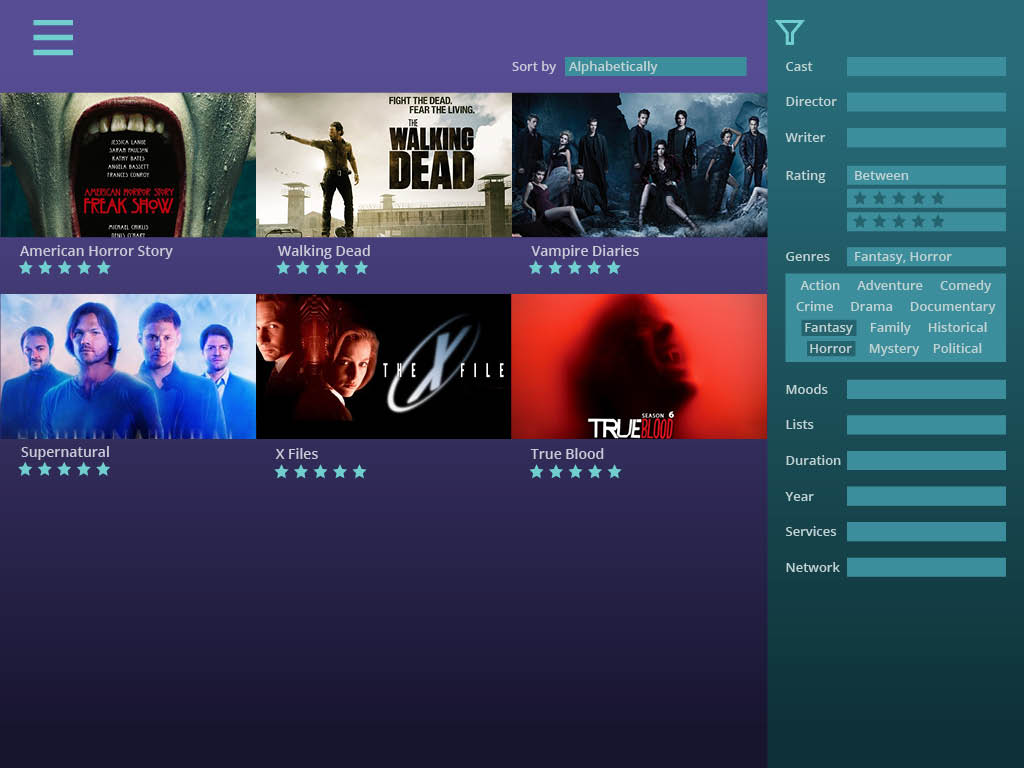 Sort by Alphabetically
JESSICA LANGE
SARAH PAULSON
KATHY BATES
ANGELA BASSETT
FRANCES CONROY
AMERICAN HORROR STORY
FREAK SHOW
MICHAEL CHIKLIS
DENIS O'HARE
FIGHT THE DEAD.
FEAR THE LIVING.
THE
WALKING
DEAD
American Horror Story
Walking Dead
Vampire Diaries
THE X FILE
SEASON 6
TRUE BLOOD
Supernatural
X Files
True Blood
Cast
Director
Writer
Rating Between
Genres Fantasy, Horror
Action Adventure Comedy
Crime Drama Documentary
Fantasy Family Historical
Horror Mystery Political
Moods
Lists
Duration
Year
Services
Network